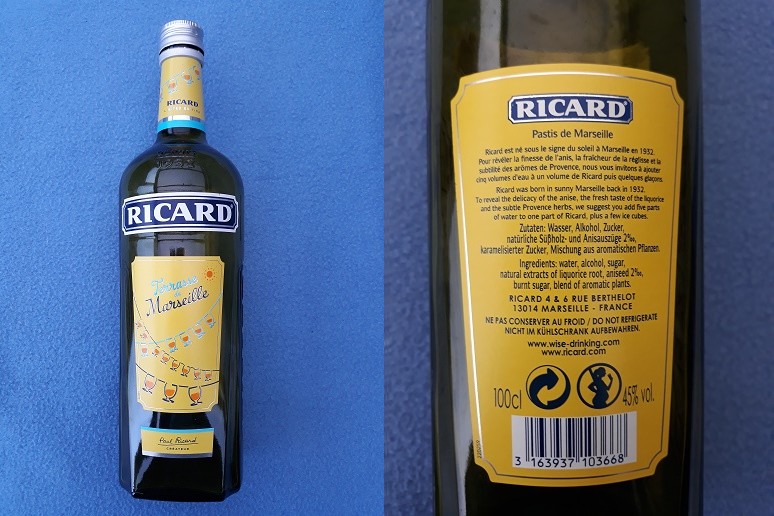 RICARD
RICARD
Terrasse
Marseille
Paul Ricard
CRÉATEUR
RICARD
Pastis de Marseille
Ricard est né sous le signe du soleil à Marseille en 1932.
Pour révéler la finesse de l'anis, la fraîcheur de la réglisse et la
subtilité des arômes de Provence, nous vous invitons à ajouter
cinq volumes d'eau à un volume de Ricard puis quelques glaçons.
Ricard was born in sunny Marseille back in 1932.
To reveal the delicacy of the anise, the fresh taste of the liquorice
and the subtle Provence herbs, we suggest you add five parts
of water to one part of Ricard, plus a few ice cubes.
Zutaten: Wasser, Alkohol, Zucker,
natürliche Süßholz- und Anisauszüge 2‰,
karamelisierter Zucker, Mischung aus aromatischen Pflanzen.
Ingredients: water, alcohol, sugar,
natural extracts of liquorice root, aniseed 2‰,
burnt sugar, blend of aromatic plants.
RICARD 4 & 6 RUE BERTHELOT
13014 MARSEILLE - FRANCE
NE PAS CONSERVER AU FROID / DO NOT REFRIGERATE
NICHT IM KÜHLSCHRANK AUFBEWAHREN.
www.wise-drinking.com
www.ricard.com
100cl 45% vol.
3 163937 103668